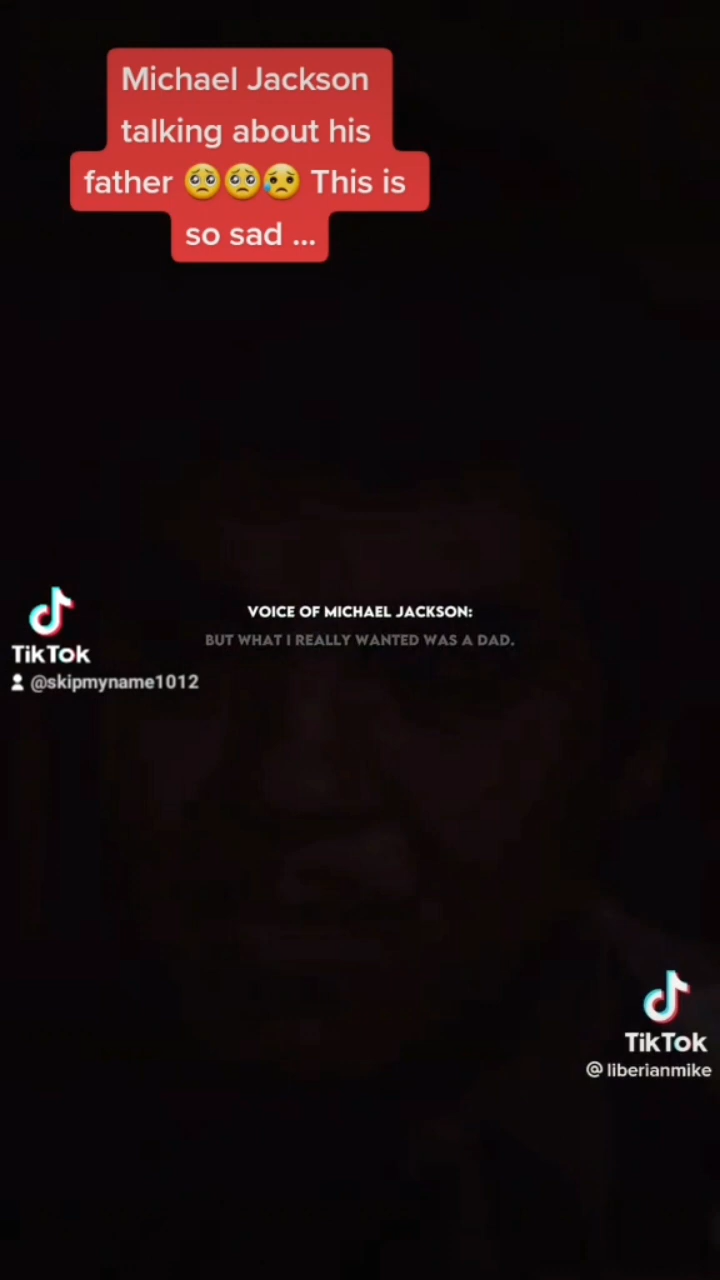 Michael Jackson
talking about his
father 🥺🥺😥 This is
so sad ...
VOICE OF MICHAEL JACKSON:
BUT WHAT I REALLY WANTED WAS A DAD.
TikTok
@skipmyname1012
TikTok
@liberianmike